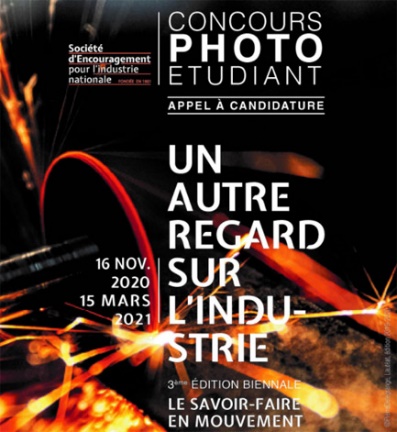 Société
d'Encouragement
pour l'industrie
nationale
CONCOURS
PHOTO
ETUDIANT
APPEL À CANDIDATURE
UN
AUTRE
REGARD
SUR
L'INDU-
STRIE
16 NOV.
2020
15 MARS
2021
3ème ÉDITION BIENNALE
LE SAVOIR-FAIRE
EN MOUVEMENT